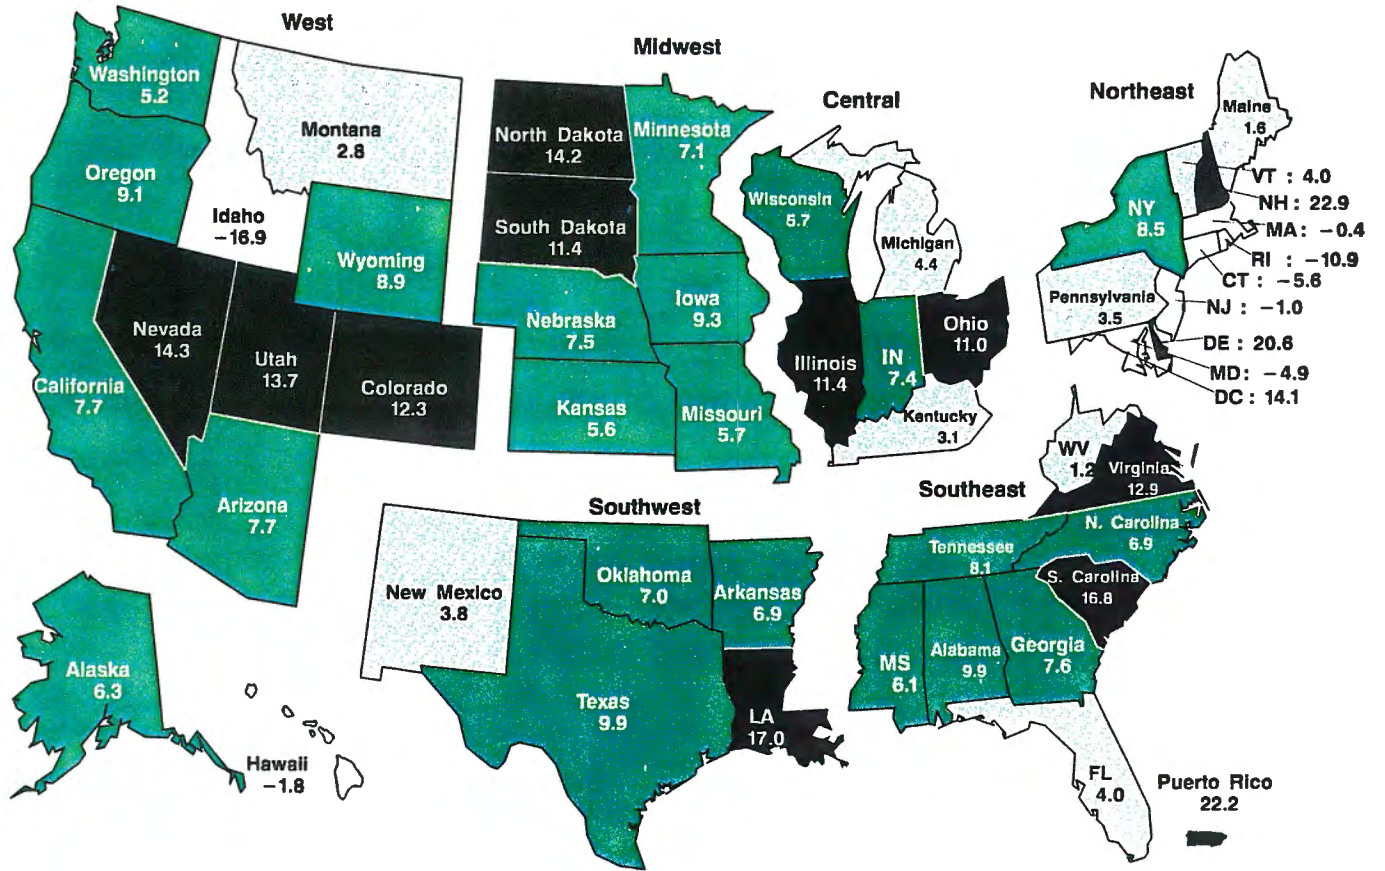 West
Washington
5.2
Oregon
9.1
Montana
2.8
Idaho
−16.9
Wyoming
8.9
Nevada
14.3
Utah
13.7
Colorado
12.3
California
7.7
Arizona
7.7
Alaska
6.3
Hawaii
−1.8
Midwest
North Dakota
14.2
Minnesota
7.1
South Dakota
11.4
Nebraska
7.5
Iowa
9.3
Kansas
5.6
Missouri
5.7
Central
Wisconsin
5.7
Michigan
4.4
Illinois
11.4
IN
7.4
Ohio
11.0
Kentucky
3.1
Northeast
Maine
1.6
VT : 4.0
NH: 22.9
NY
8.5
MA: −0.4
RI : −10.9
CT : −5.6
Pennsylvania
3.5
NJ : −1.0
DE : 20.6
MD: −4.9
DC : 14.1
Southwest
New Mexico
3.8
Oklahoma
7.0
Arkansas
6.9
Texas
9.9
LA
17.0
Southeast
WV
1.2
Virginia
12.9
N. Carolina
6.9
Tennessee
8.1
S. Carolina
16.8
MS
6.1
Alabama
9.9
Georgia
7.6
FL
4.0
Puerto Rico
22.2